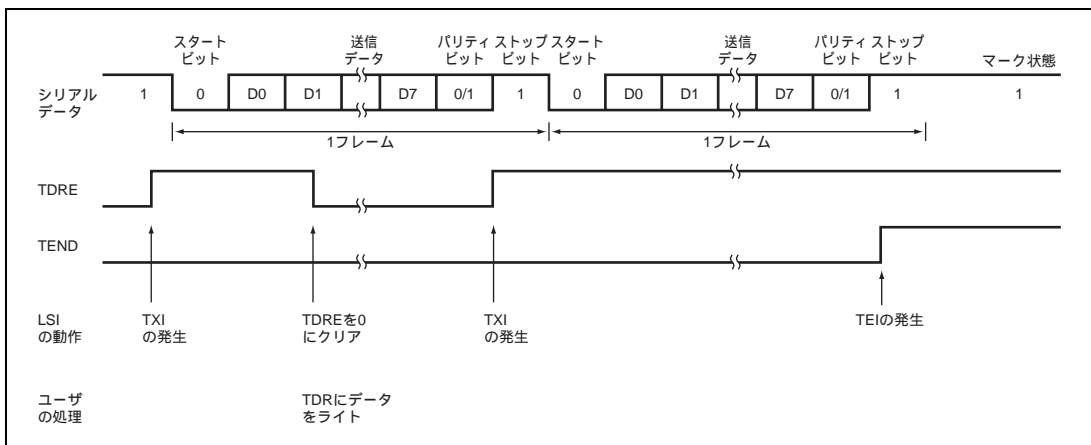 スタート
ビット
送信
データ
パリティ
ビット
ストップ
ビット
スタート
ビット
送信
データ
パリティ
ビット
ストップ
ビット
マーク状態
シリアル
データ
1 0 D0 D1 D7 0/1 1 0 D0 D1 D7 0/1 1 1
1フレーム 1フレーム
TDRE
TEND
LSI
の動作
TXI
の発生
TDREを0
にクリア
TXI
の発生
TEIの発生
ユーザ
の処理
TDRにデータ
をライト